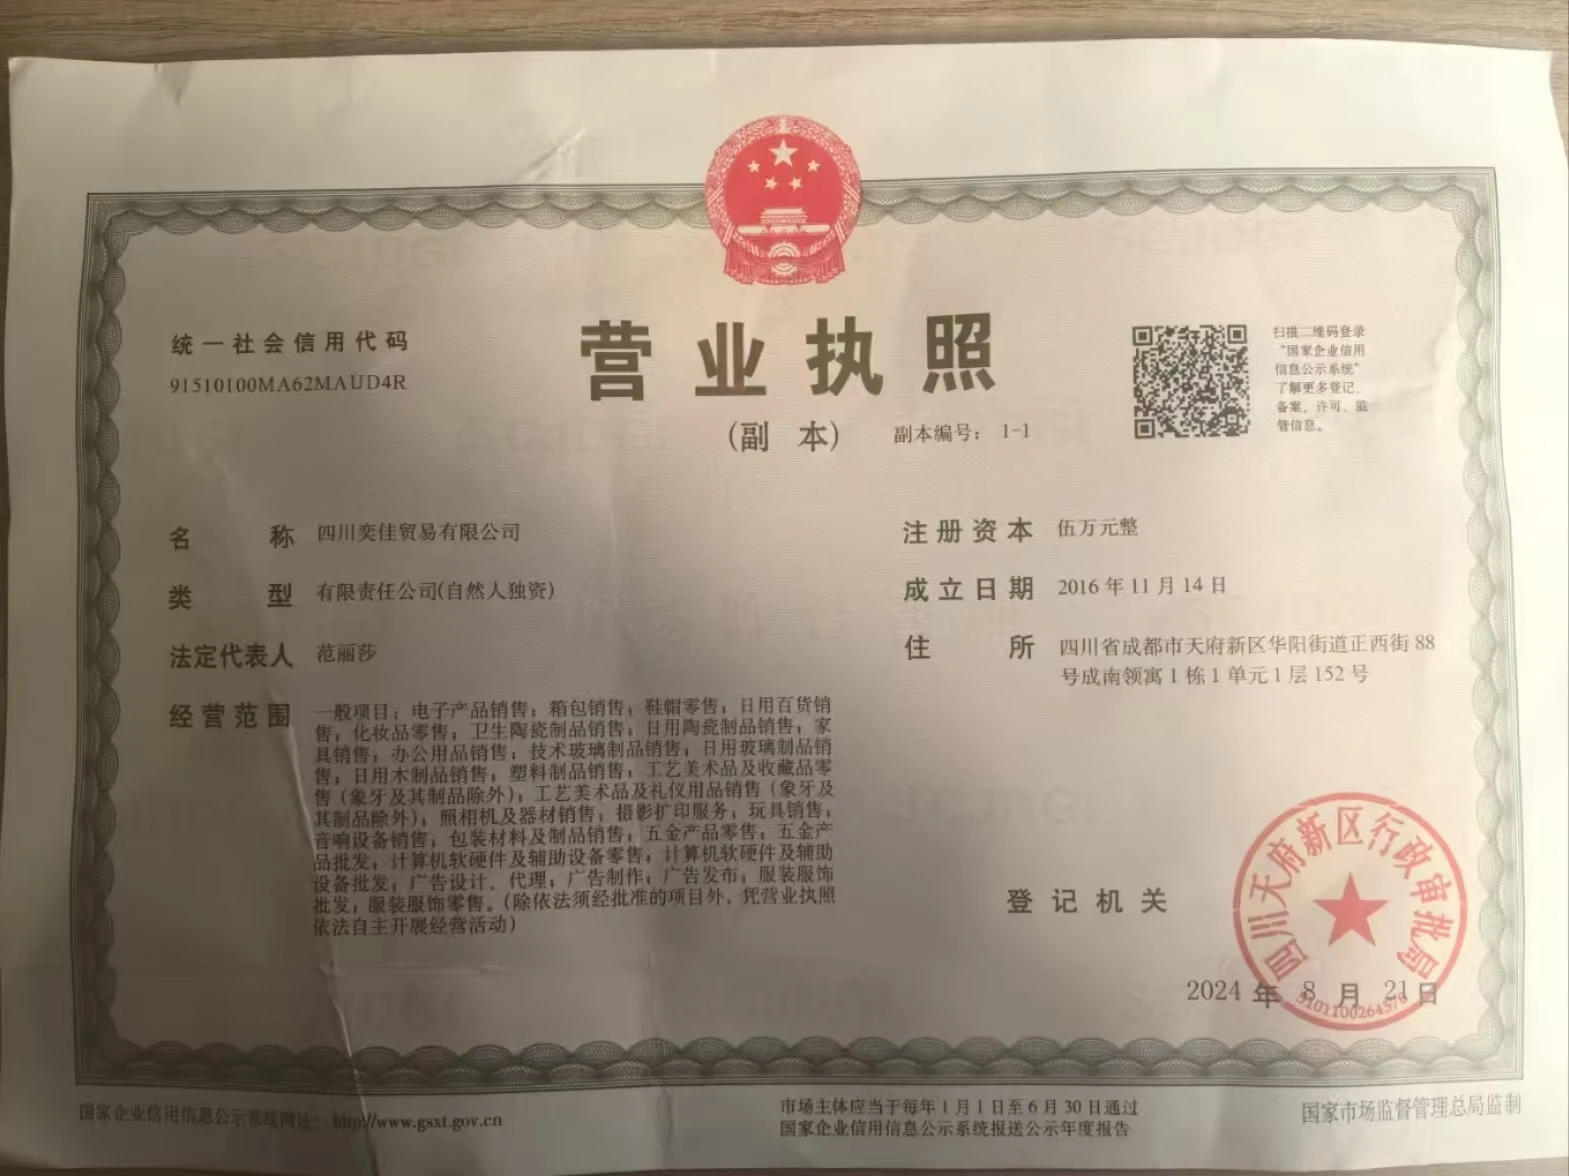 统一社会信用代码
91510100MA62MAUD4R
营业执照
(副 本)
副本编号： 1-1
扫描二维码登录
“国家企业信用
信息公示系统”
了解更多登记、
备案、许可、监
管信息。
名 称 四川奕佳贸易有限公司
类 型 有限责任公司(自然人独资)
法定代表人 范丽莎
经营范围 一般项目：电子产品销售；箱包销售；鞋帽零售；日用百货销
售；化妆品零售；卫生陶瓷制品销售；日用陶瓷制品销售；家
具销售；办公用品销售；技术玻璃制品销售；日用玻璃制品销
售；日用木制品销售；塑料制品销售；工艺美术品及收藏品零
售（象牙及其制品除外）；工艺美术品及礼仪用品销售（象牙及
其制品除外）；照相机及器材销售；摄影扩印服务；玩具销售；
音响设备销售；包装材料及制品销售；五金产品零售；五金产
品批发；计算机软硬件及辅助设备零售；计算机软硬件及辅助
设备批发；广告设计、代理；广告制作；广告发布；服装服饰
批发；服装服饰零售。（除依法须经批准的项目外，凭营业执照
依法自主开展经营活动）
注册资本 伍万元整
成立日期 2016 年 11 月 14 日
住 所 四川省成都市天府新区华阳街道正西街 88
号成南领寓 1 栋 1 单元 1 层 152 号
登记机关
四川天府新区行政审批局
2024 年 8 月 21 日
国家企业信用信息公示系统网址： http://www.gsxt.gov.cn
市场主体应当于每年 1 月 1 日至 6 月 30 日通过
国家企业信用信息公示系统报送公示年度报告
国家市场监督管理总局监制